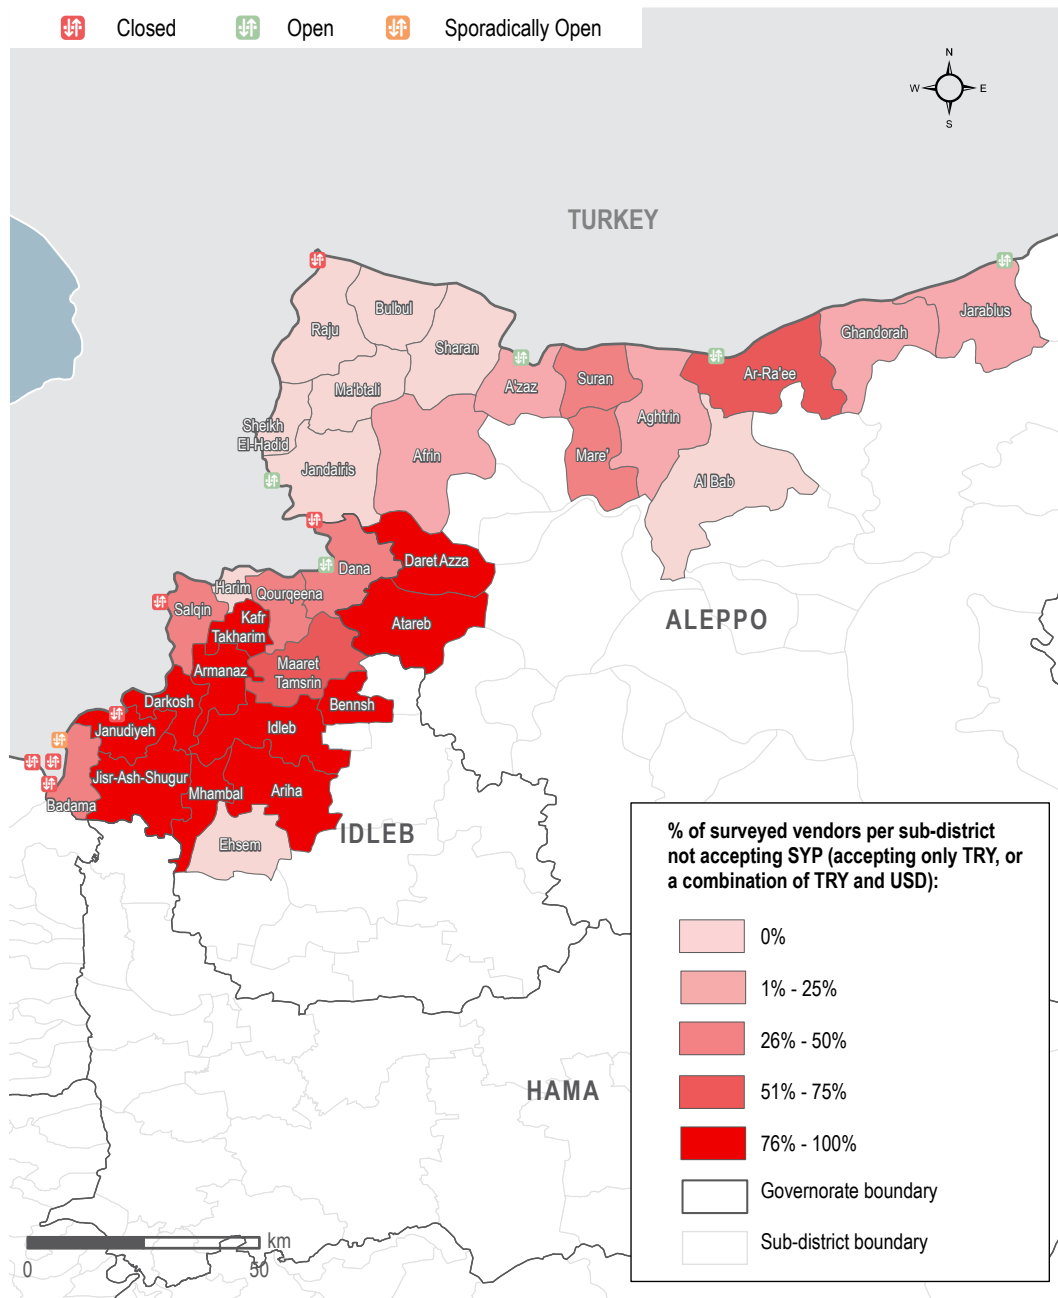 Closed
Open
Sporadically Open
N
W
E
S
TURKEY
Bulbul
Raju
Sharan
Jarablus
Ghandorah
Ar-Ra'ee
Suran
A'zaz
Ma'btali
Aghtrin
Sheikh
El-Hadid
Afrin
Mare'
Jandairis
Al Bab
Daret Azza
Dana
Harim
Qourqeena
Salqin
Kafr
Takharim
Atareb
ALEPPO
Maaret
Tamsrin
Armanaz
Darkosh
Bennsh
Janudiyeh
Idleb
Jisr-Ash-Shugur
Mhambal
Ariha
Badama
Ehsem
IDLEB
HAMA
% of surveyed vendors per sub-district
not accepting SYP (accepting only TRY, or
a combination of TRY and USD):
0%
1% - 25%
26% - 50%
51% - 75%
76% - 100%
Governorate boundary
Sub-district boundary
km
0
50